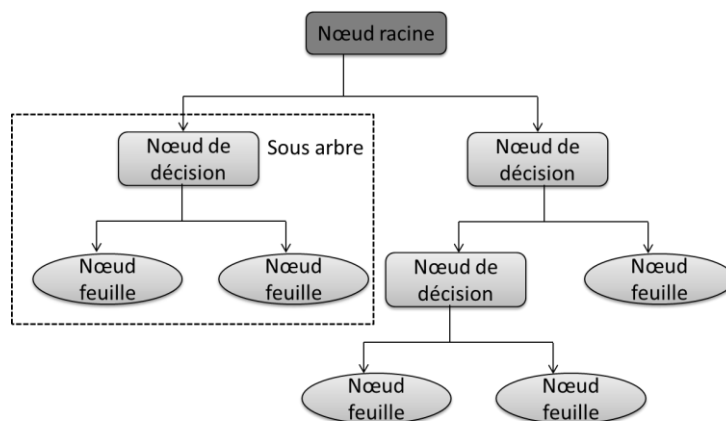 Nœud racine
Nœud de
décision
Sous arbre
Nœud de
décision
Nœud
feuille
Nœud
feuille
Nœud de
décision
Nœud
feuille
Nœud
feuille
Nœud
feuille